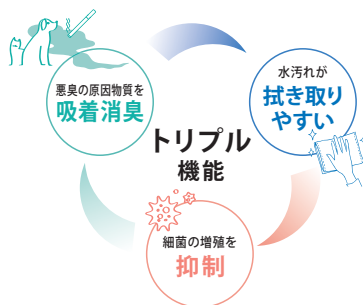 悪臭の原因物質を
吸着消臭
水汚れが
拭き取り
やすい
トリプル
機能
細菌の増殖を
抑制